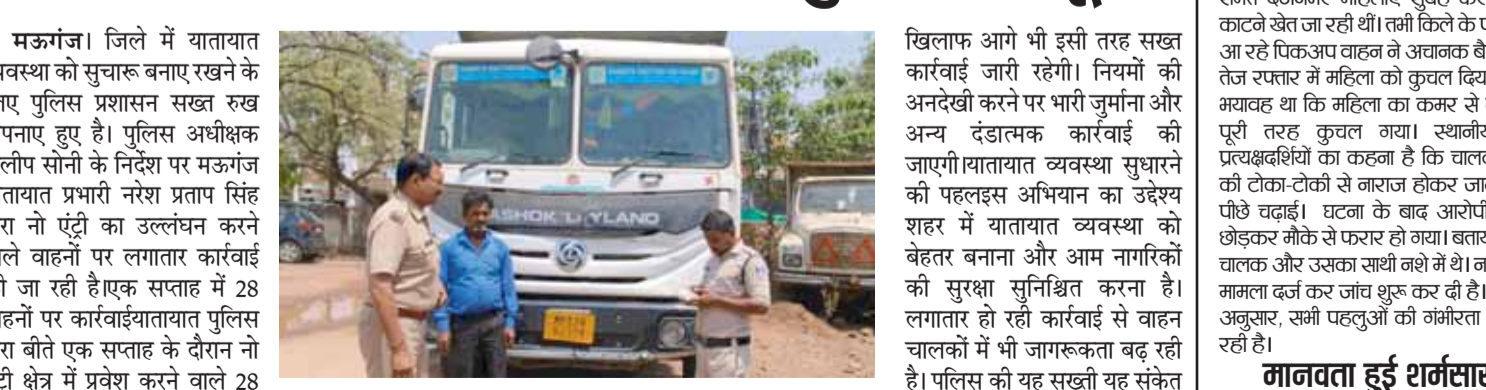 मऊगंज। जिले में यातायात
को सुचारू बनाए रखने के
पुलिस प्रशासन सख्त रुख
हुए है। पुलिस अधीक्षक
सोनी के निर्देश पर मऊगंज
प्रभारी नरेश प्रताप सिंह
नो एंट्री का उल्लंघन करने
वाहनों पर लगातार कार्रवाई
जा रही है।एक सप्ताह में 28
पर कार्रवाईयातायात पुलिस
बीते एक सप्ताह के दौरान नो
क्षेत्र में प्रवेश करने वाले 28
ASHOK LEYLAND
खिलाफ आगे भी इसी तरह सख्त
कार्रवाई जारी रहेगी। नियमों की
अनदेखी करने पर भारी जुर्माना और
अन्य दंडात्मक कार्रवाई की
जाएगी।यातायात व्यवस्था सुधारने
की पहलइस अभियान का उद्देश्य
शहर में यातायात व्यवस्था को
बेहतर बनाना और आम नागरिकों
की सुरक्षा सुनिश्चित करना है।
लगातार हो रही कार्रवाई से वाहन
चालकों में भी जागरूकता बढ़ रही
है। पुलिस की यह सख्ती यह संकेत
काटने खेत जा रही थीं। तभी किले के
आ रहे पिकअप वाहन ने अचानक
तेज रफ्तार में महिला को कुचल
भयावह था कि महिला का कमर से
पूरी तरह कुचल गया। स्थानीय
प्रत्यक्षदर्शियों का कहना है कि
की टोका-टोकी से नाराज होकर
पीछे चढ़ाई। घटना के बाद आरोपी
छोड़कर मौके से फरार हो गया।
चालक और उसका साथी नशे में थे।
मामला दर्ज कर जांच शुरू कर दी है।
अनुसार, सभी पहलुओं की गंभीरता
रही है।
मानवता हुई शर्मसार